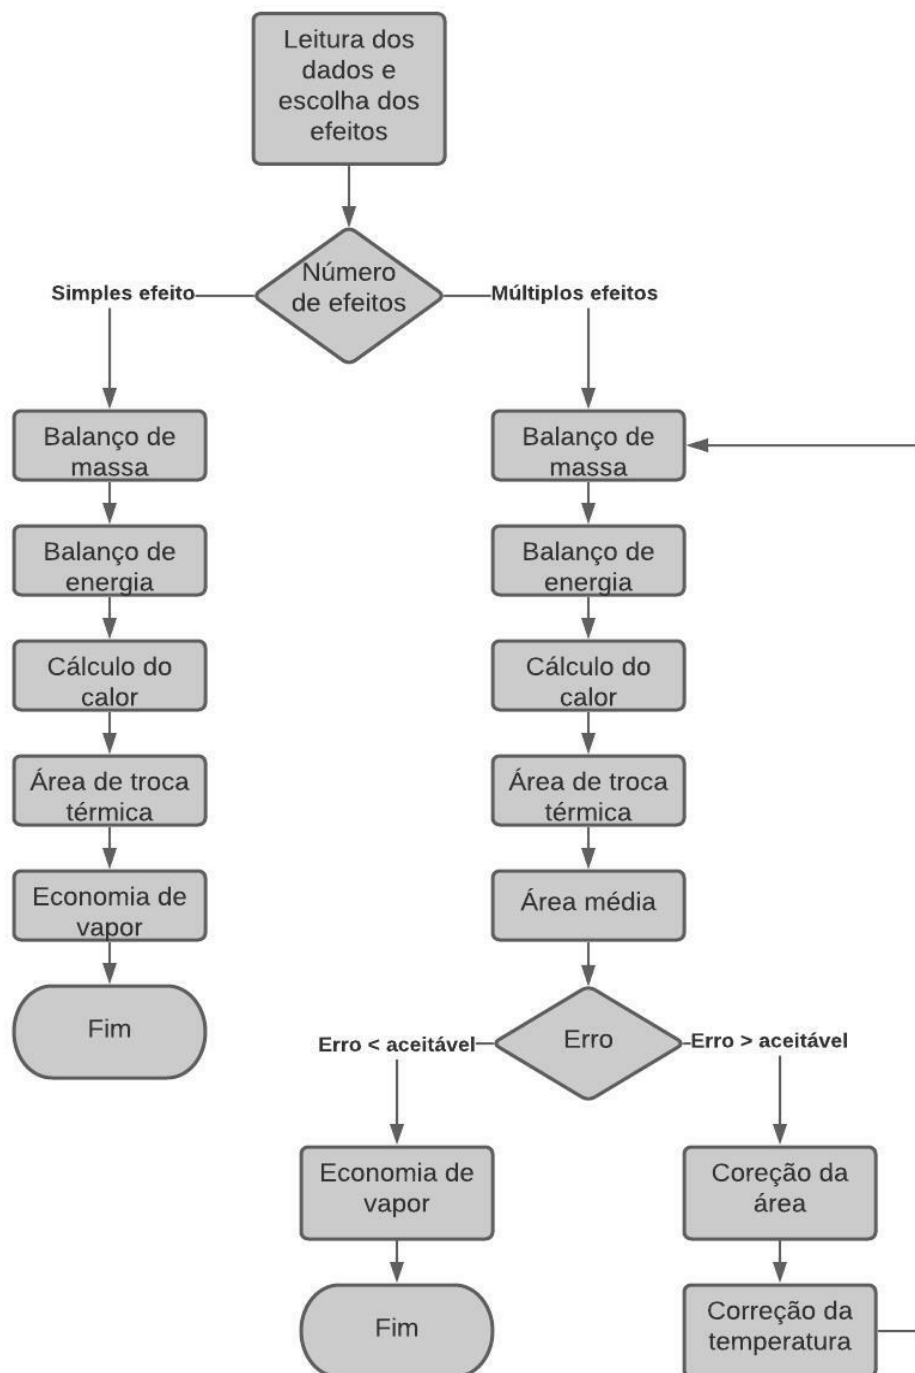 Leitura dos
dados e
escolha dos
efeitos
Número
de efeitos
Simples efeito
Múltiplos efeitos
Balanço de
massa
Balanço de
energia
Cálculo do
calor
Área de troca
térmica
Economia de
vapor
Fim
Balanço de
massa
Balanço de
energia
Cálculo do
calor
Área de troca
térmica
Área média
Erro
Erro < aceitável
Erro > aceitável
Economia de
vapor
Fim
Coreção da
área
Correção da
temperatura